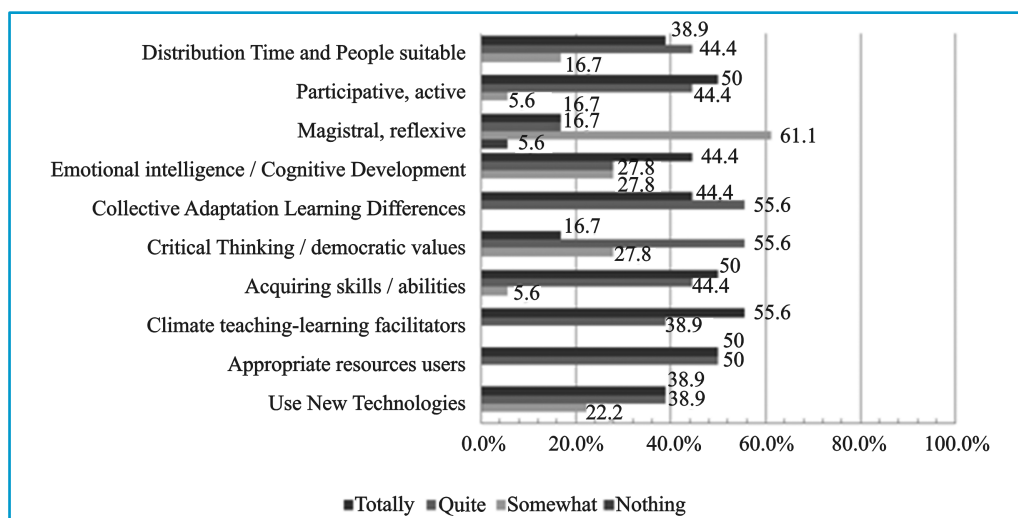 38.9
Distribution Time and People suitable 44.4
16.7
Participative, active 50
44.4
5.6 16.7
16.7
Magistral, reflexive 61.1
5.6
Emotional intelligence / Cognitive Development 44.4
27.8
27.8
44.4
Collective Adaptation Learning Differences 55.6
16.7
Critical Thinking / democratic values 55.6
27.8
50
Acquiring skills / abilities 44.4
5.6
55.6
Climate teaching-learning facilitators 38.9
50
Appropriate resources users 50
38.9
Use New Technologies 38.9
22.2
0.0% 20.0% 40.0% 60.0% 80.0% 100.0%
Totally Quite Somewhat Nothing